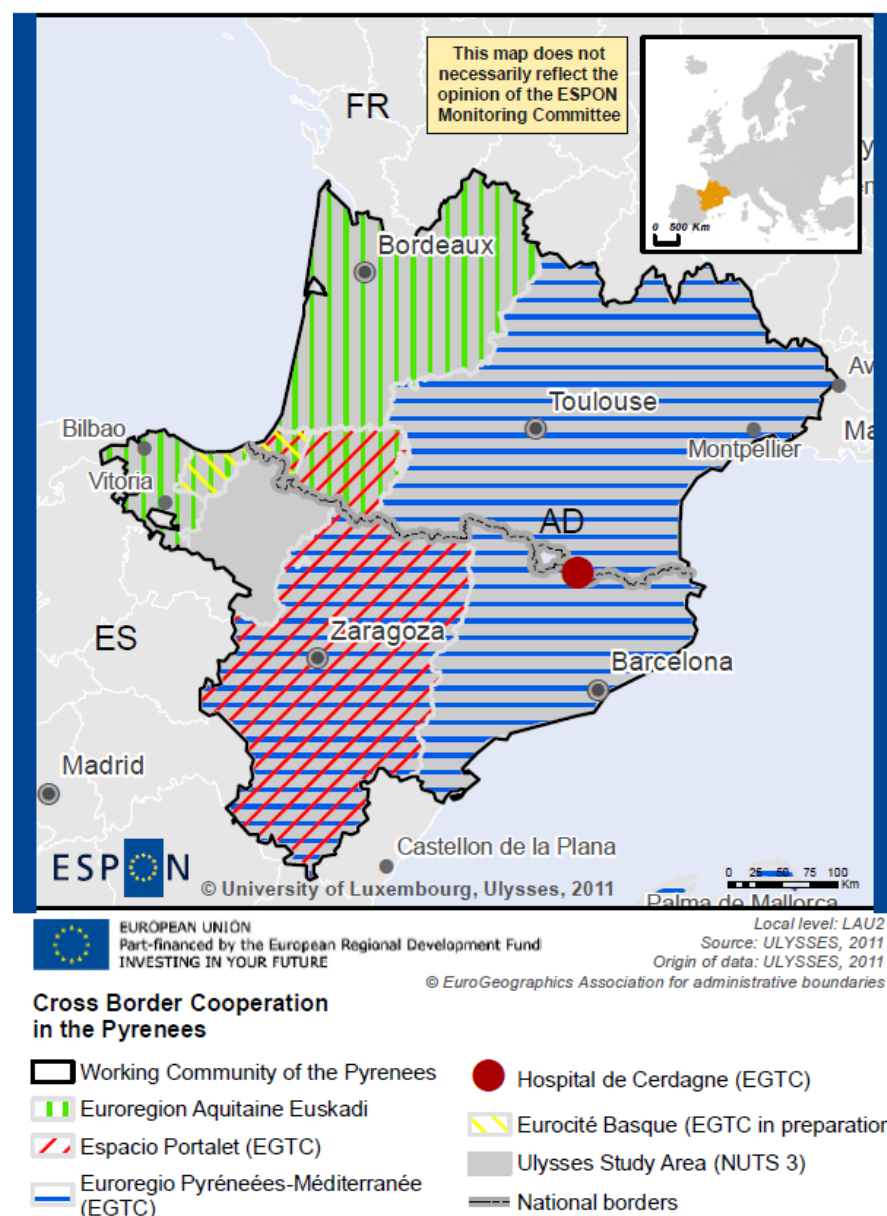 This map does not
necessarily reflect the
opinion of the ESPON
Monitoring Committee
FR
0 500 Km
Bordeaux
Toulouse
Av
Bilbao
Montpellier
Ma
Vitoria
AD
ES
Zaragoza
Barcelona
Madrid
Castellon de la Plana
ESPON
© University of Luxembourg, Ulysses, 2011
0 25 50 75 100
Km
Palma de Mallorca
EUROPEAN UNION
Part-financed by the European Regional Development Fund
INVESTING IN YOUR FUTURE
Local level: LAU2
Source: ULYSSES, 2011
Origin of data: ULYSSES, 2011
© EuroGeographics Association for administrative boundaries
Cross Border Cooperation
in the Pyrenees
Working Community of the Pyrenees
Euroregion Aquitaine Euskadi
Espacio Portalet (EGTC)
Euroregio Pyréneées-Méditerranée
(EGTC)
Hospital de Cerdagne (EGTC)
Eurocité Basque (EGTC in preparation
Ulysses Study Area (NUTS 3)
National borders